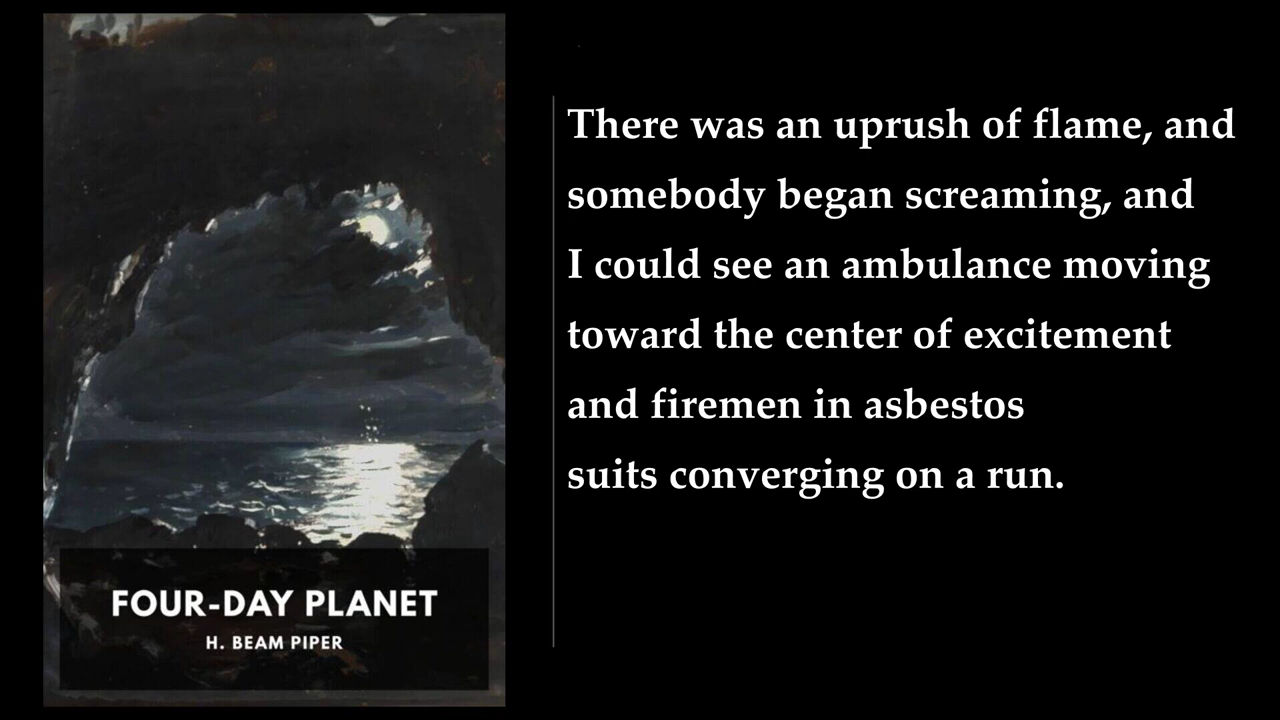 FOUR-DAY PLANET
H. BEAM PIPER
There was an uprush of flame, and
somebody began screaming, and
I could see an ambulance moving
toward the center of excitement
and firemen in asbestos
suits converging on a run.